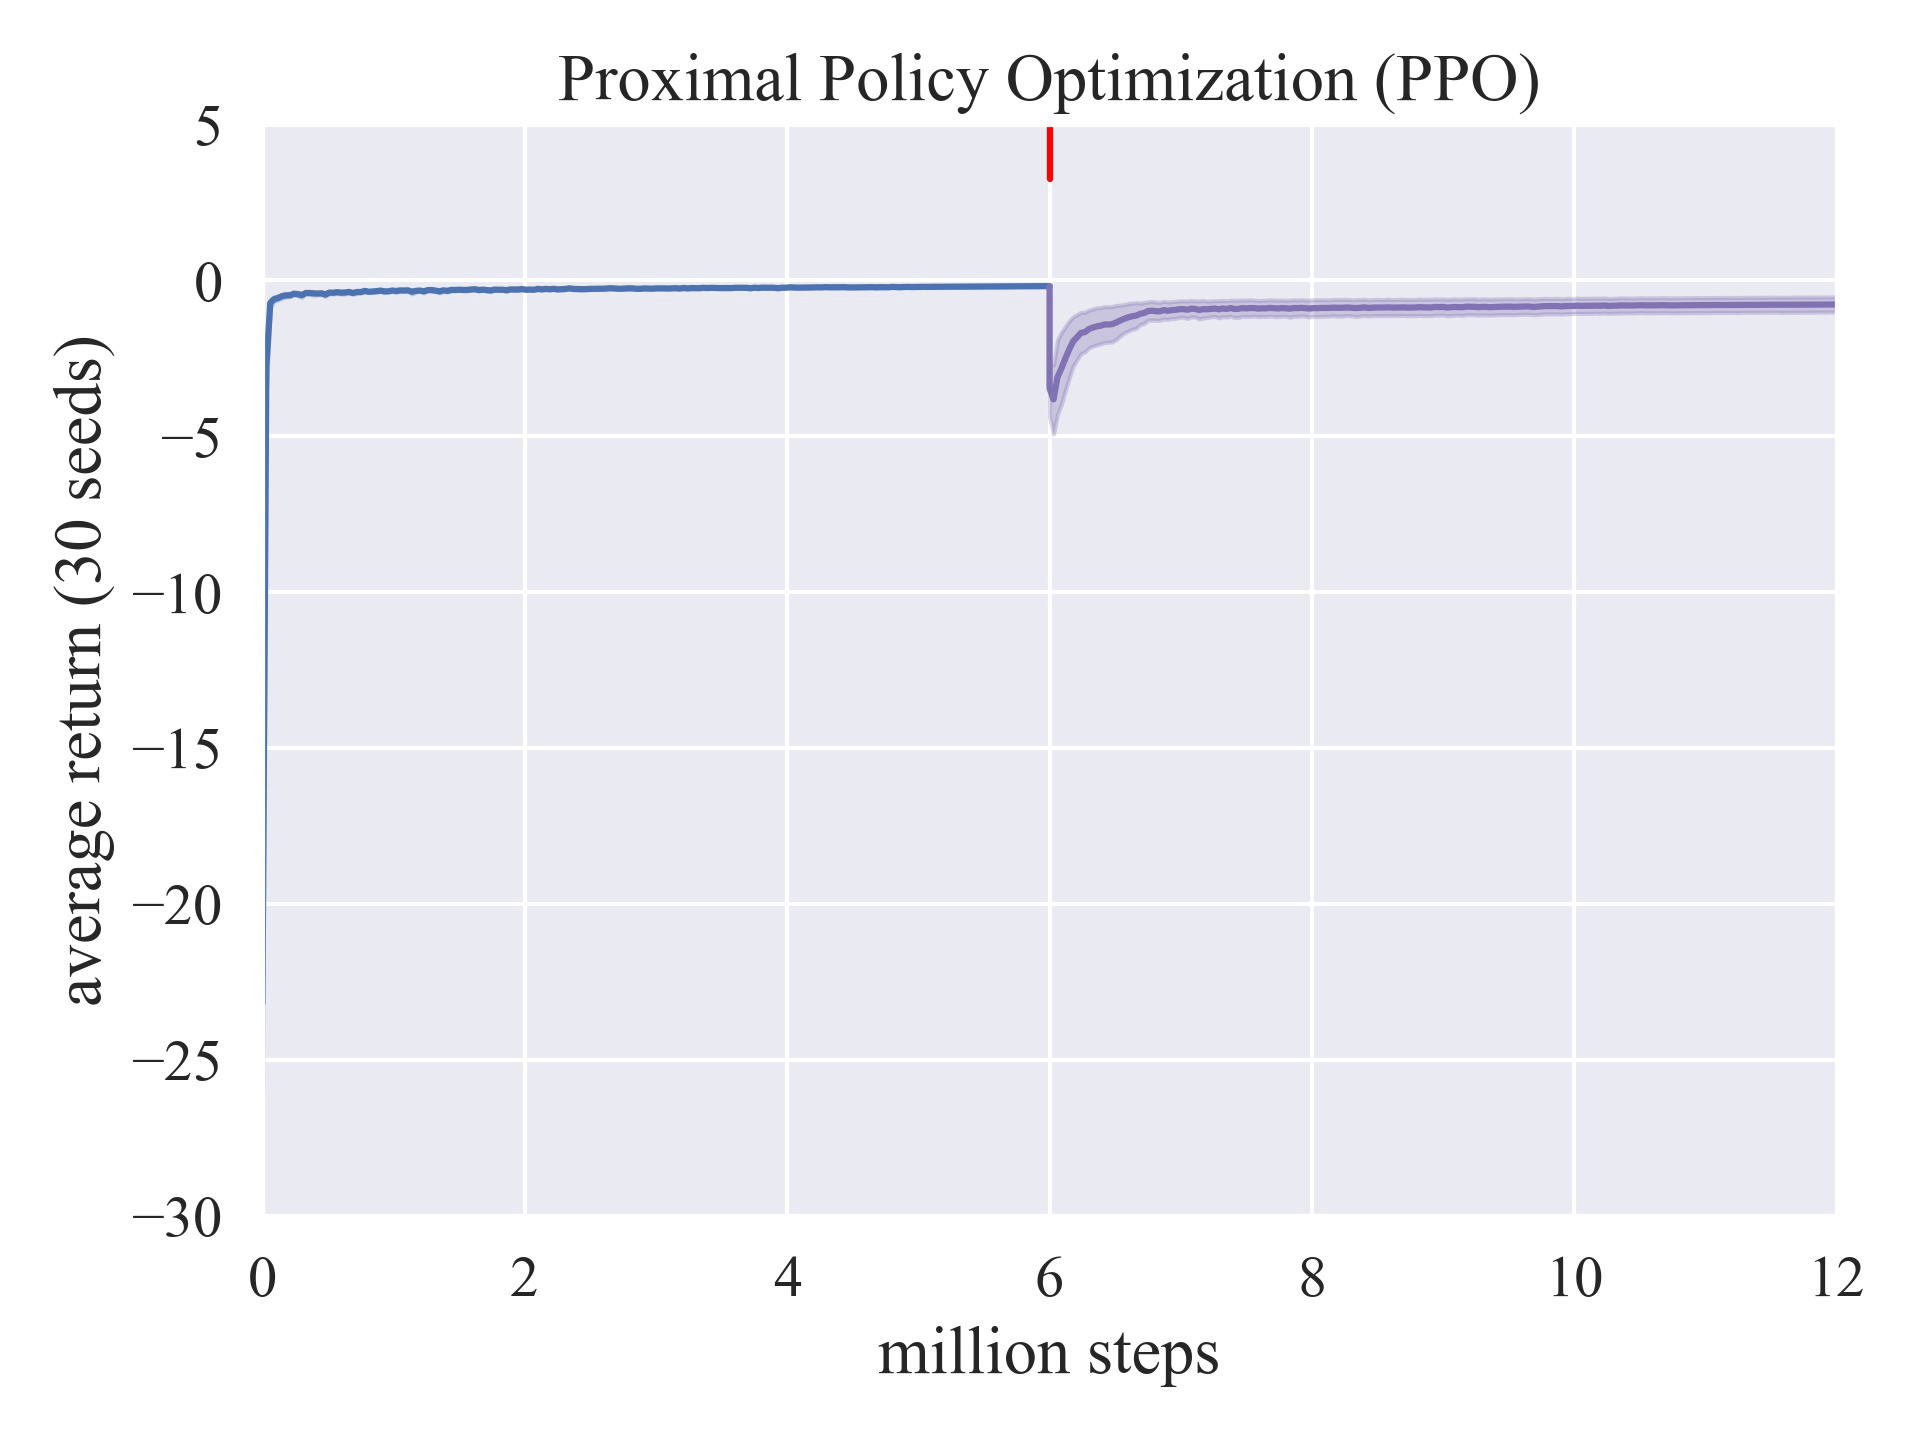 Proximal Policy Optimization (PPO)
5
0
−5
−10
−15
−20
−25
−30
average return (30 seeds)
0 2 4 6 8 10 12
million steps